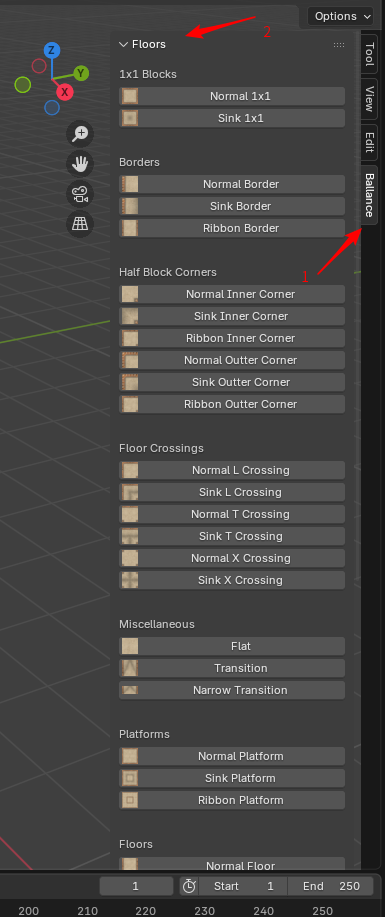 Options
Z
Y
X
Floors
2
1x1 Blocks
Normal 1x1
Sink 1x1
Borders
Normal Border
Sink Border
Ribbon Border
1
Half Block Corners
Normal Inner Corner
Sink Inner Corner
Ribbon Inner Corner
Normal Outter Corner
Sink Outter Corner
Ribbon Outter Corner
Floor Crossings
Normal L Crossing
Sink L Crossing
Normal T Crossing
Sink T Crossing
Normal X Crossing
Sink X Crossing
Miscellaneous
Flat
Transition
Narrow Transition
Platforms
Normal Platform
Sink Platform
Ribbon Platform
Floors
Normal Floor
Tool
View
Edit
Ballance
1 Start 1 End 250
200 210 220 230 240 250